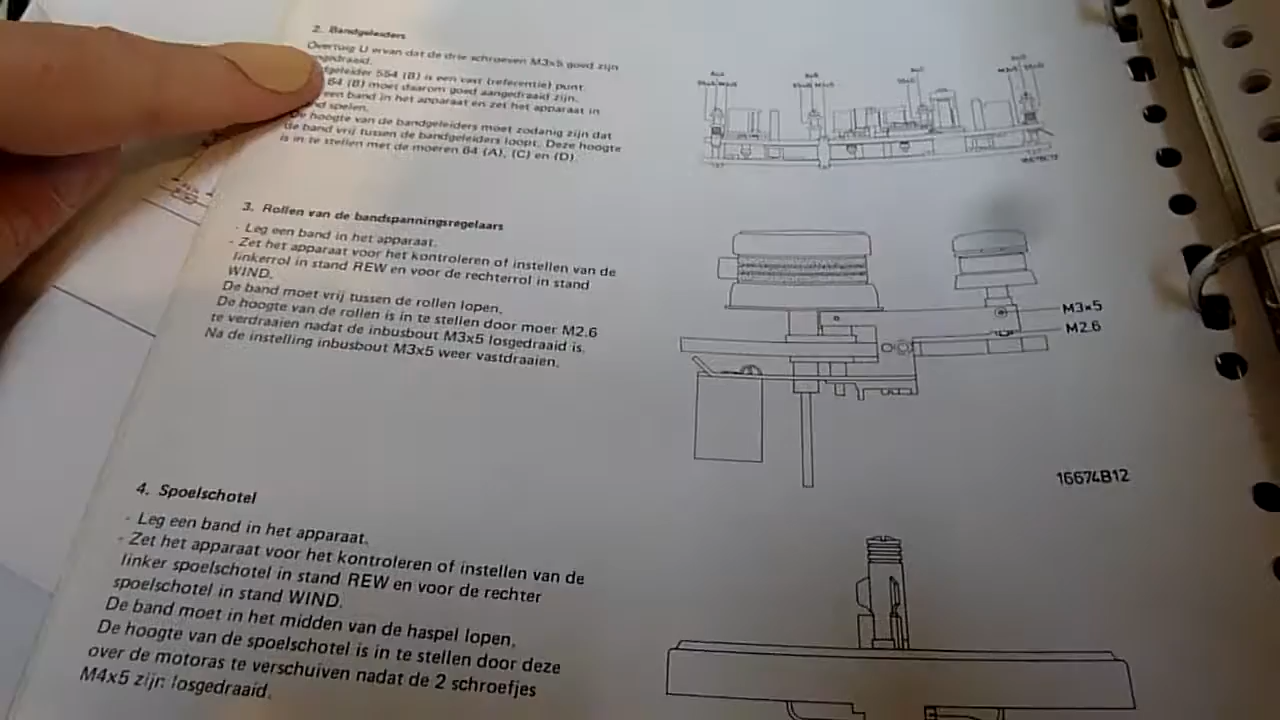 2. Bandgeleiders
Overtuig U ervan dat de drie schroeven M3x5 goed zijn
ngedraaid.
dgeleider 554 (B) is een vast (referentie) punt.
64 (B) moet daarom goed aangedraaid zijn.
een band in het apparaat en zet het apparaat in
nd spelen.
De hoogte van de bandgeleiders moet zodanig zijn dat
de band vrij tussen de bandgeleiders loopt. Deze hoogte
is in te stellen met de moeren 64 (A), (C) en (D).
3. Rollen van de bandspanningsregelaars
- Leg een band in het apparaat.
- Zet het apparaat voor het kontroleren of instellen van de
linkerrol in stand REW en voor de rechterrol in stand
WIND.
De band moet vrij tussen de rollen lopen.
De hoogte van de rollen is in te stellen door moer M2.6
te verdraaien nadat de inbusbout M3x5 losgedraaid is.
Na de instelling inbusbout M3x5 weer vastdraaien.
M3x5
M2.6
16674B12
4. Spoelschotel
- Leg een band in het apparaat.
- Zet het apparaat voor het kontroleren of instellen van de
linker spoelschotel in stand REW en voor de rechter
spoelschotel in stand WIND.
De band moet in het midden van de haspel lopen.
De hoogte van de spoelschotel is in te stellen door deze
over de motoras te verschuiven nadat de 2 schroefjes
M4x5 zijn losgedraaid.